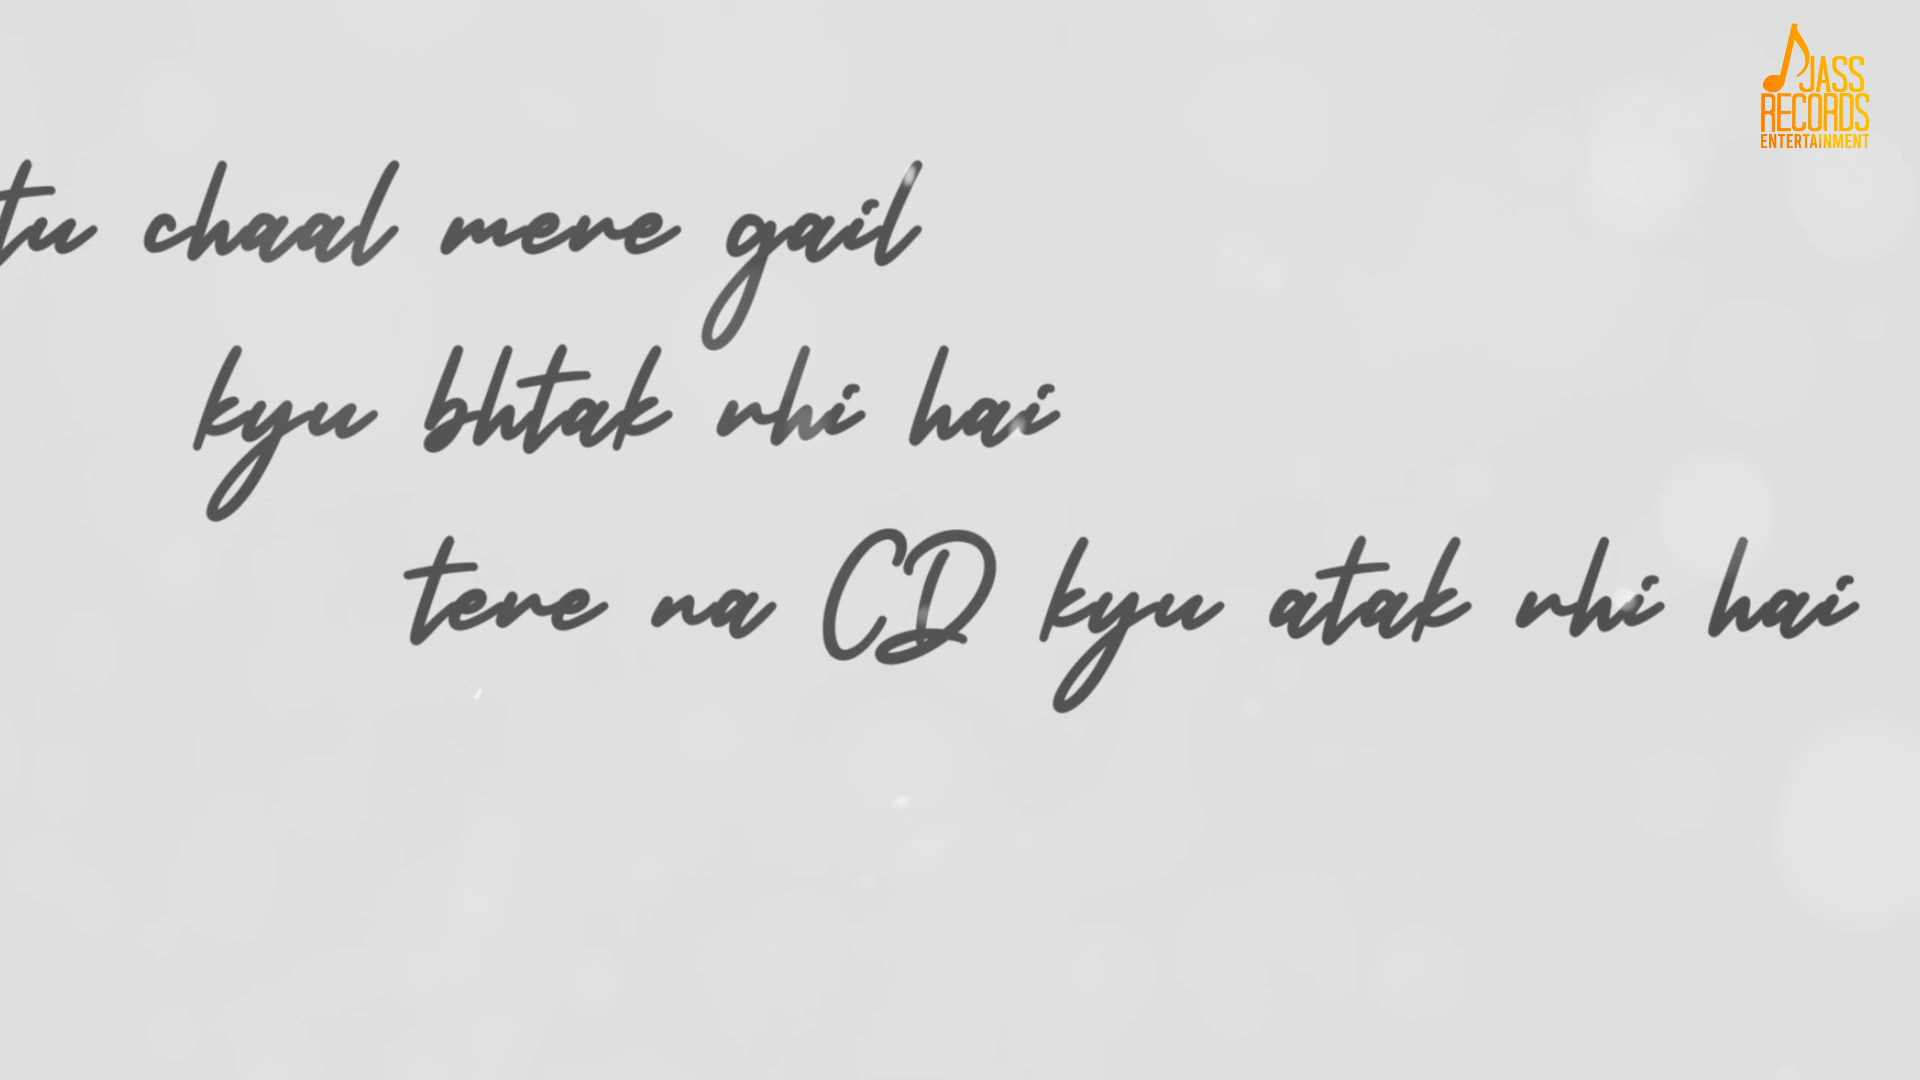 tu chaal mere gail
kyu bhtak rhi hai
tere na CD kyu atak rhi hai
JASS
RECORDS
ENTERTAINMENT